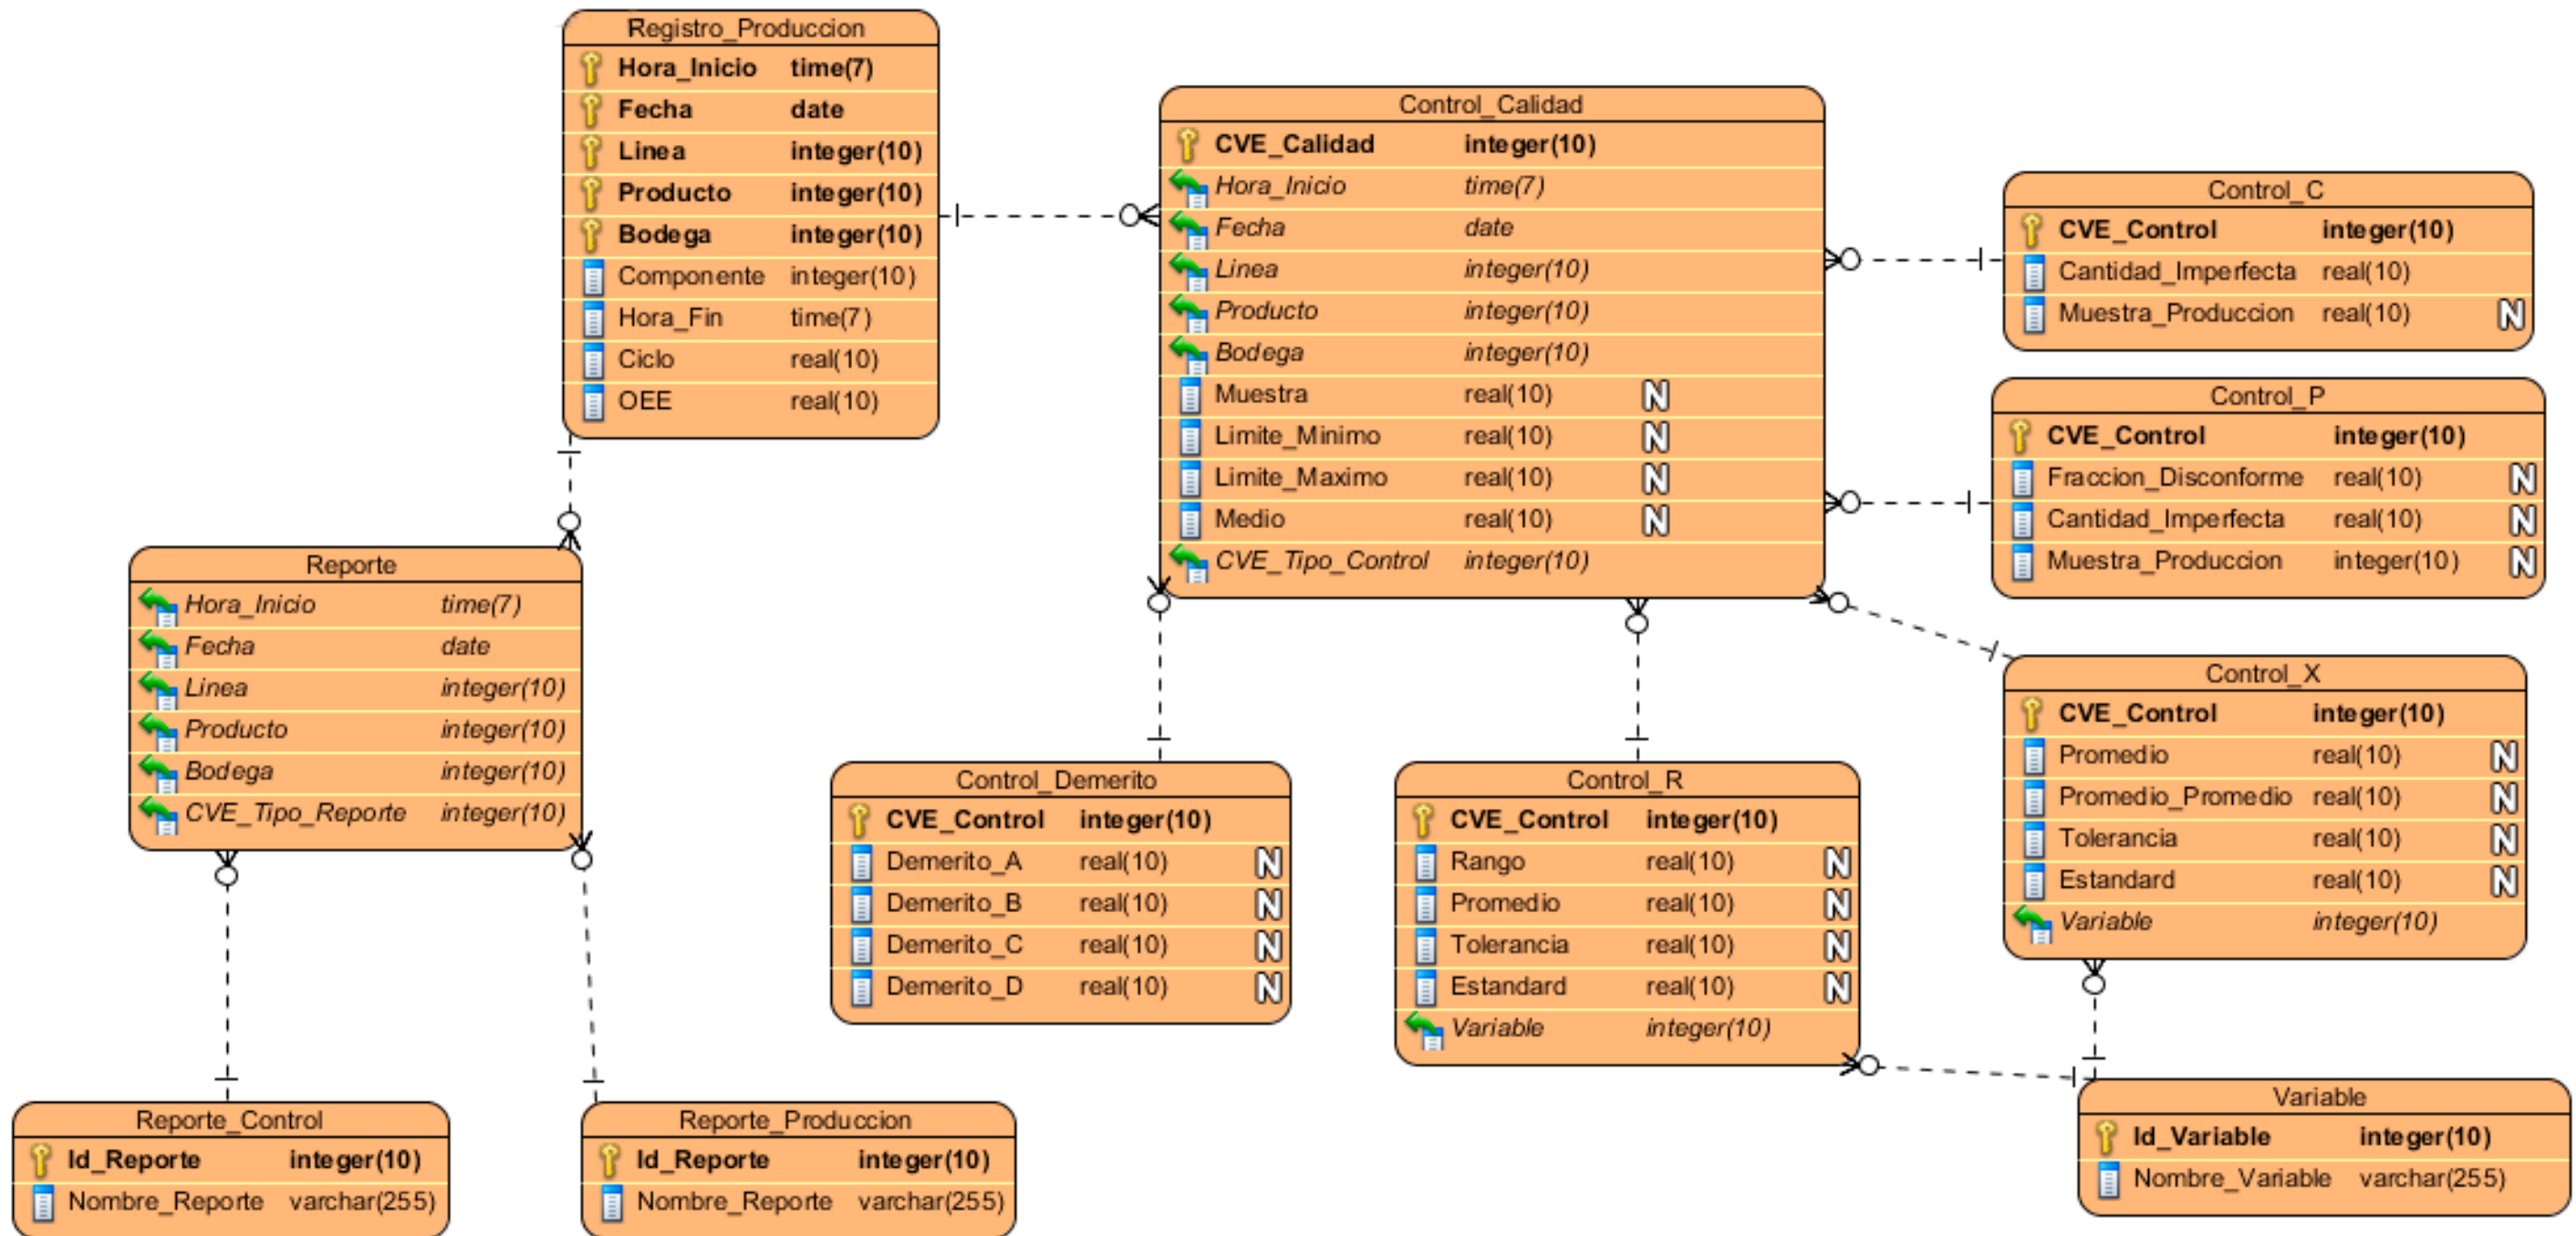 Registro_Produccion
Hora_Inicio time(7)
Fecha date
Linea integer(10)
Producto integer(10)
Bodega integer(10)
Componente integer(10)
Hora_Fin time(7)
Ciclo real(10)
OEE real(10)
Control_Calidad
CVE_Calidad integer(10)
Hora_Inicio time(7)
Fecha date
Linea integer(10)
Producto integer(10)
Bodega integer(10)
Muestra real(10) N
Limite_Minimo real(10) N
Limite_Maximo real(10) N
Medio real(10) N
CVE_Tipo_Control integer(10)
Control_C
CVE_Control integer(10)
Cantidad_Imperfecta real(10)
Muestra_Produccion real(10) N
Control_P
CVE_Control integer(10)
Fraccion_Disconforme real(10) N
Cantidad_Imperfecta real(10) N
Muestra_Produccion integer(10) N
Reporte
Hora_Inicio time(7)
Fecha date
Linea integer(10)
Producto integer(10)
Bodega integer(10)
CVE_Tipo_Reporte integer(10)
Control_Demerito
CVE_Control integer(10)
Demerito_A real(10) N
Demerito_B real(10) N
Demerito_C real(10) N
Demerito_D real(10) N
Control_R
CVE_Control integer(10)
Rango real(10) N
Promedio real(10) N
Tolerancia real(10) N
Estandard real(10) N
Variable integer(10)
Control_X
CVE_Control integer(10)
Promedio real(10) N
Promedio_Promedio real(10) N
Tolerancia real(10) N
Estandard real(10) N
Variable integer(10)
Reporte_Control
Id_Reporte integer(10)
Nombre_Reporte varchar(255)
Reporte_Produccion
Id_Reporte integer(10)
Nombre_Reporte varchar(255)
Variable
Id_Variable integer(10)
Nombre_Variable varchar(255)